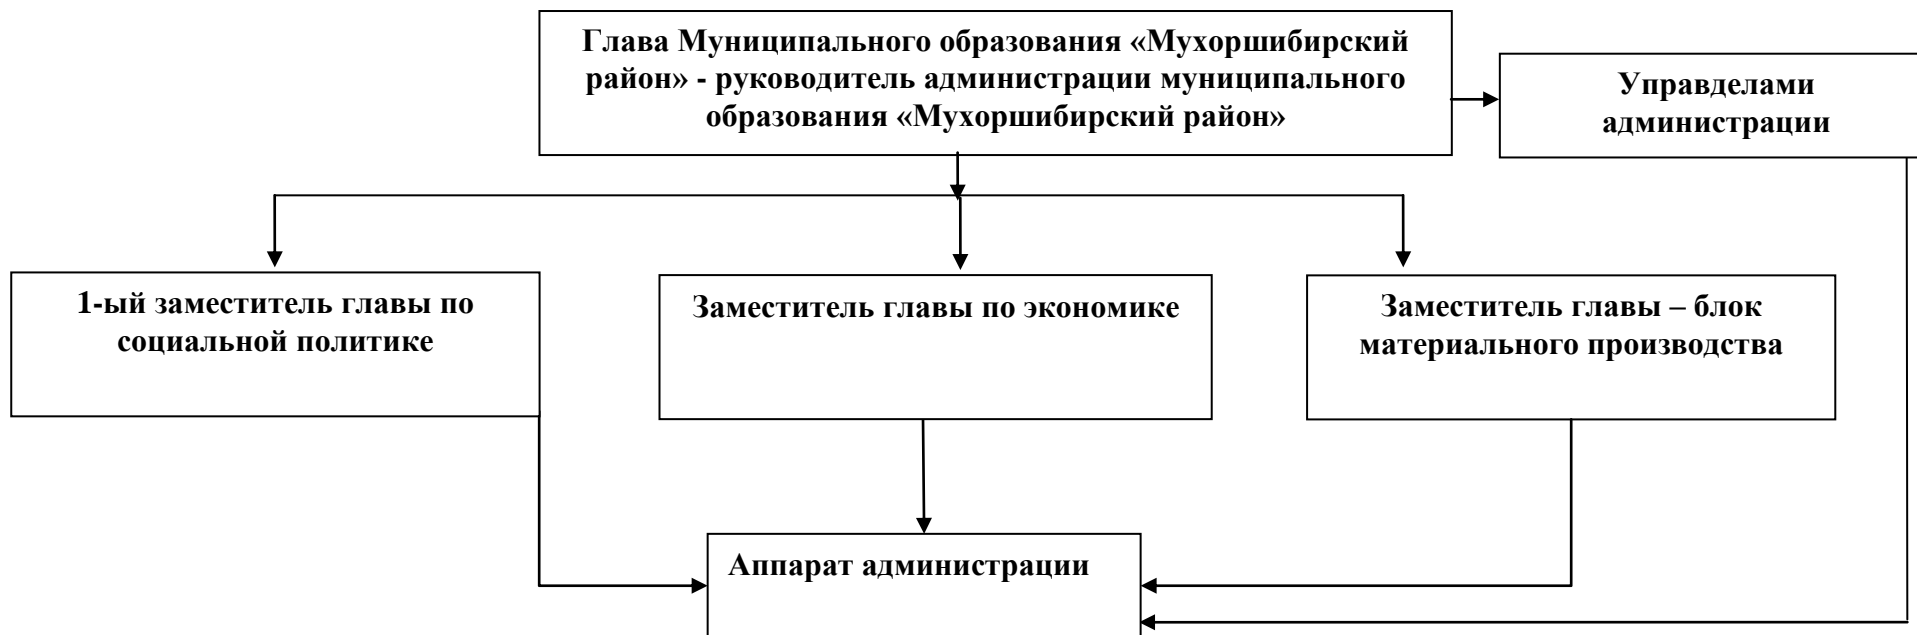 Глава Муниципального образования «Мухоршибирский
район» - руководитель администрации муниципального
образования «Мухоршибирский район»
Управделами
администрации
1-ый заместитель главы по
социальной политике
Заместитель главы по экономике
Заместитель главы – блок
материального производства
Аппарат администрации